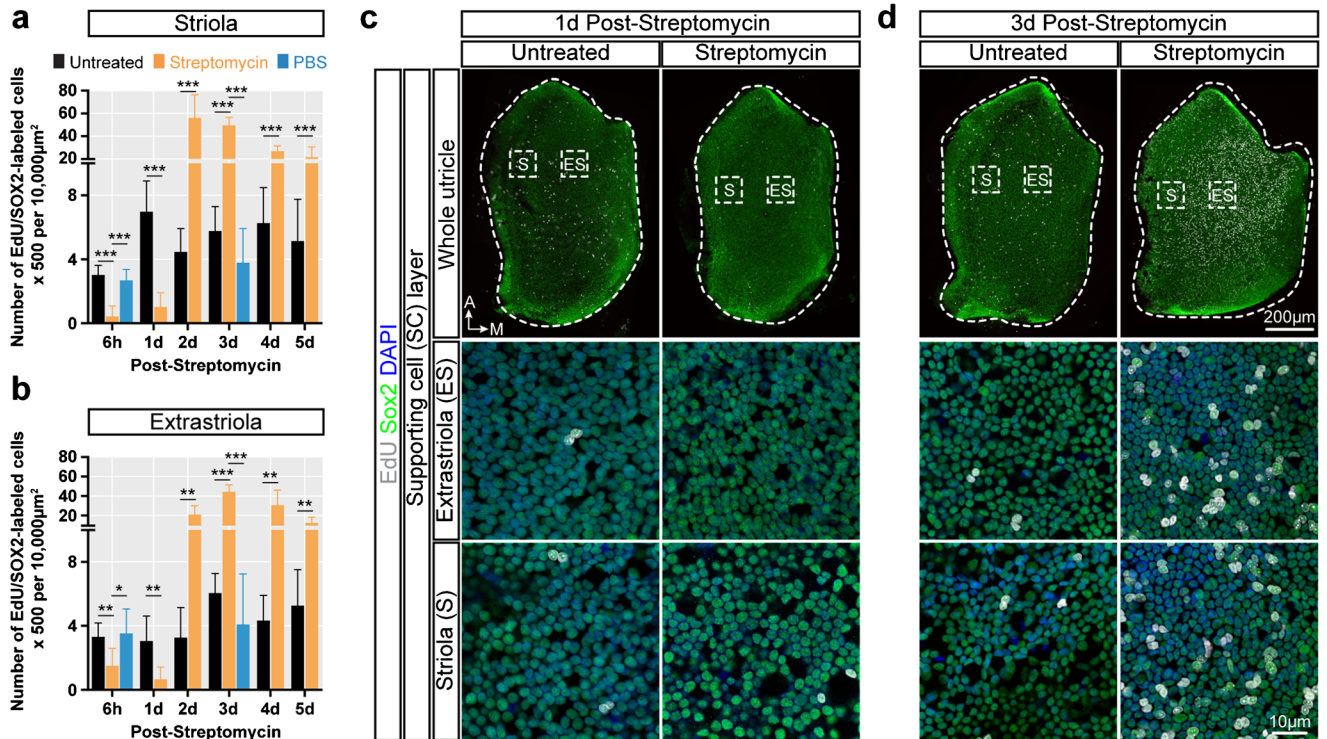 a
Striola
Untreated Streptomycin PBS
Number of EdU/SOX2-labeled cells
x 500 per 10,000µm²
80
60
40
20
8
4
0
*** *** *** *** *** *** *** ***
6h 1d 2d 3d 4d 5d
Post-Streptomycin
b
Extrastriola
Number of EdU/SOX2-labeled cells
x 500 per 10,000µm²
80
60
40
20
8
4
0
** * ** ** *** *** ** **
6h 1d 2d 3d 4d 5d
Post-Streptomycin
c
1d Post-Streptomycin
Untreated Streptomycin
EdU Sox2 DAPI
Supporting cell (SC) layer
Whole utricle
Extrastriola (ES)
Striola (S)
S ES
S ES
A
M
d
3d Post-Streptomycin
Untreated Streptomycin
S ES
S ES
200µm
10µm